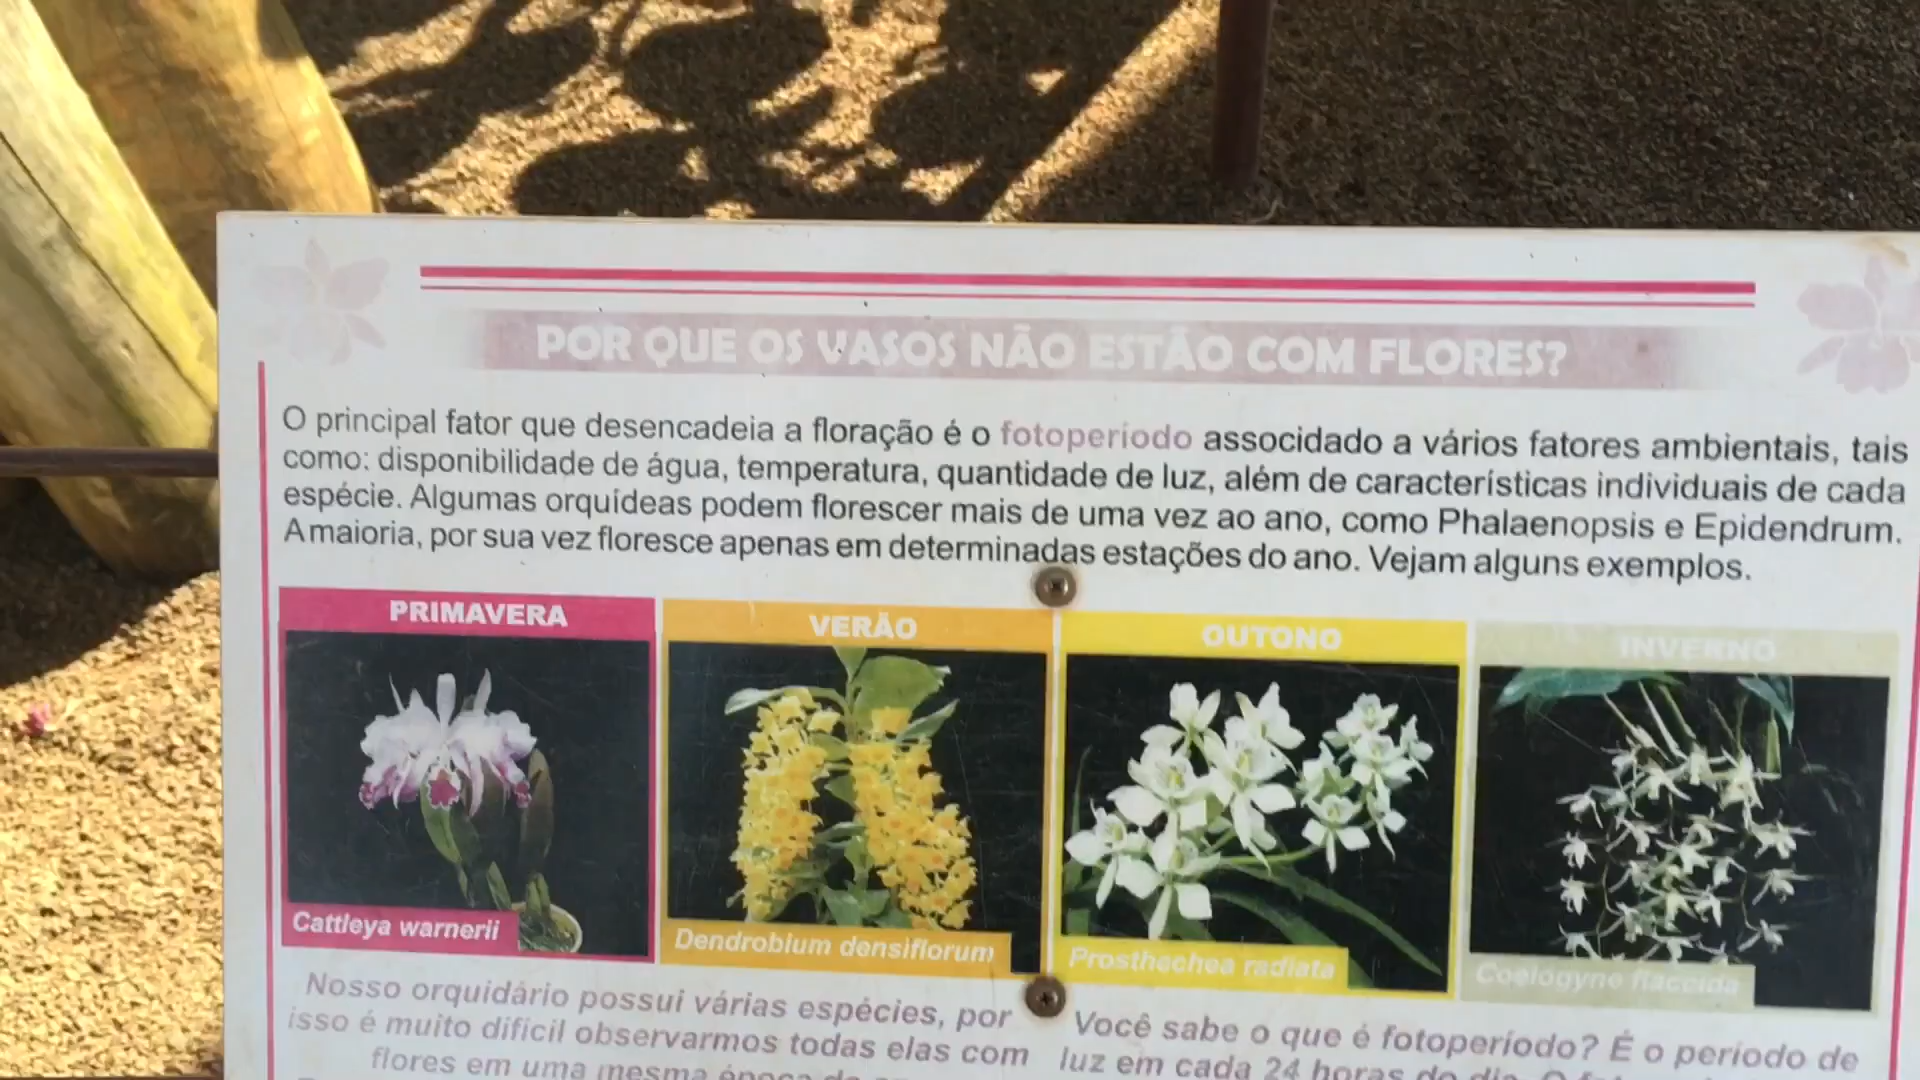 POR QUE OS VASOS NÃO ESTÃO COM FLORES?
O principal fator que desencadeia a floração é o fotoperíodo associdado a vários fatores ambientais, tais
como: disponibilidade de água, temperatura, quantidade de luz, além de características individuais de cada
espécie. Algumas orquídeas podem florescer mais de uma vez ao ano, como Phalaenopsis e Epidendrum.
A maioria, por sua vez floresce apenas em determinadas estações do ano. Vejam alguns exemplos.
PRIMAVERA
Cattleya warnerii
VERÃO
Dendrobium densiflorum
OUTONO
Prosthechea radiata
INVERNO
Coelogyne flaccida
Nosso orquidário possui várias espécies, por
isso é muito difícil observarmos todas elas com
flores em uma mesma época
Você sabe o que é fotoperíodo? É o período de
luz em cada 24 horas do dia. O